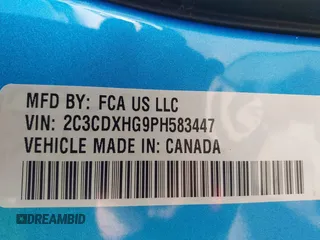 MFD BY: FCA US LLC
VIN: 2C3CDXHG9PH583447
VEHICLE MADE IN: CANADA
DREAMBID